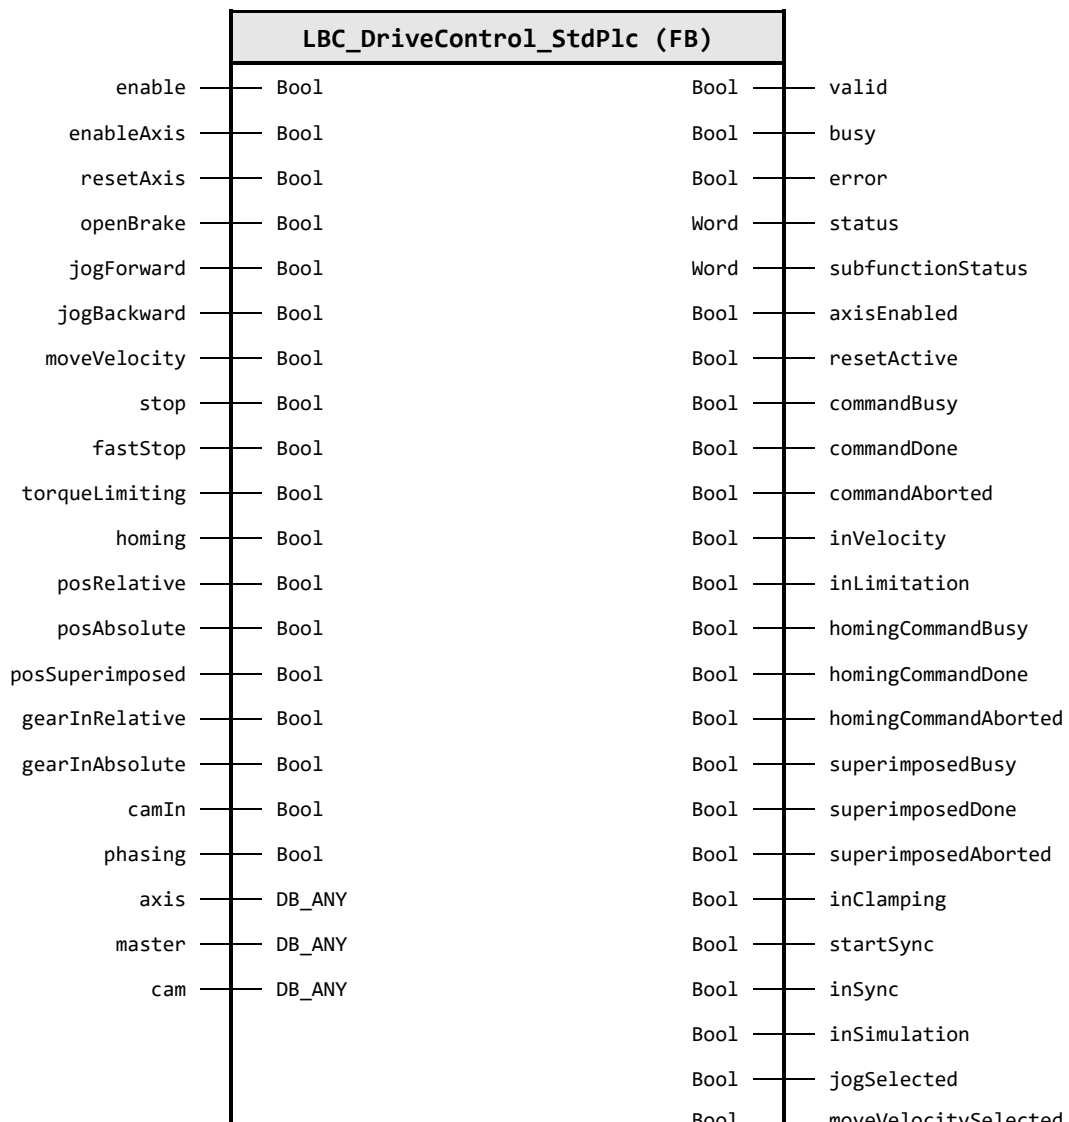 LBC_DriveControl_StdPlc (FB)
enable Bool Bool valid
enableAxis Bool Bool busy
resetAxis Bool Bool error
openBrake Bool Word status
jogForward Bool Word subfunctionStatus
jogBackward Bool Bool axisEnabled
moveVelocity Bool Bool resetActive
stop Bool Bool commandBusy
fastStop Bool Bool commandDone
torqueLimiting Bool Bool commandAborted
homing Bool Bool inVelocity
posRelative Bool Bool inLimitation
posAbsolute Bool Bool homingCommandBusy
posSuperimposed Bool Bool homingCommandDone
gearInRelative Bool Bool homingCommandAborted
gearInAbsolute Bool Bool superimposedBusy
camIn Bool Bool superimposedDone
phasing Bool Bool superimposedAborted
axis DB_ANY Bool inClamping
master DB_ANY Bool startSync
cam DB_ANY Bool inSync
Bool inSimulation
Bool jogSelected
Bool moveVelocitySelected